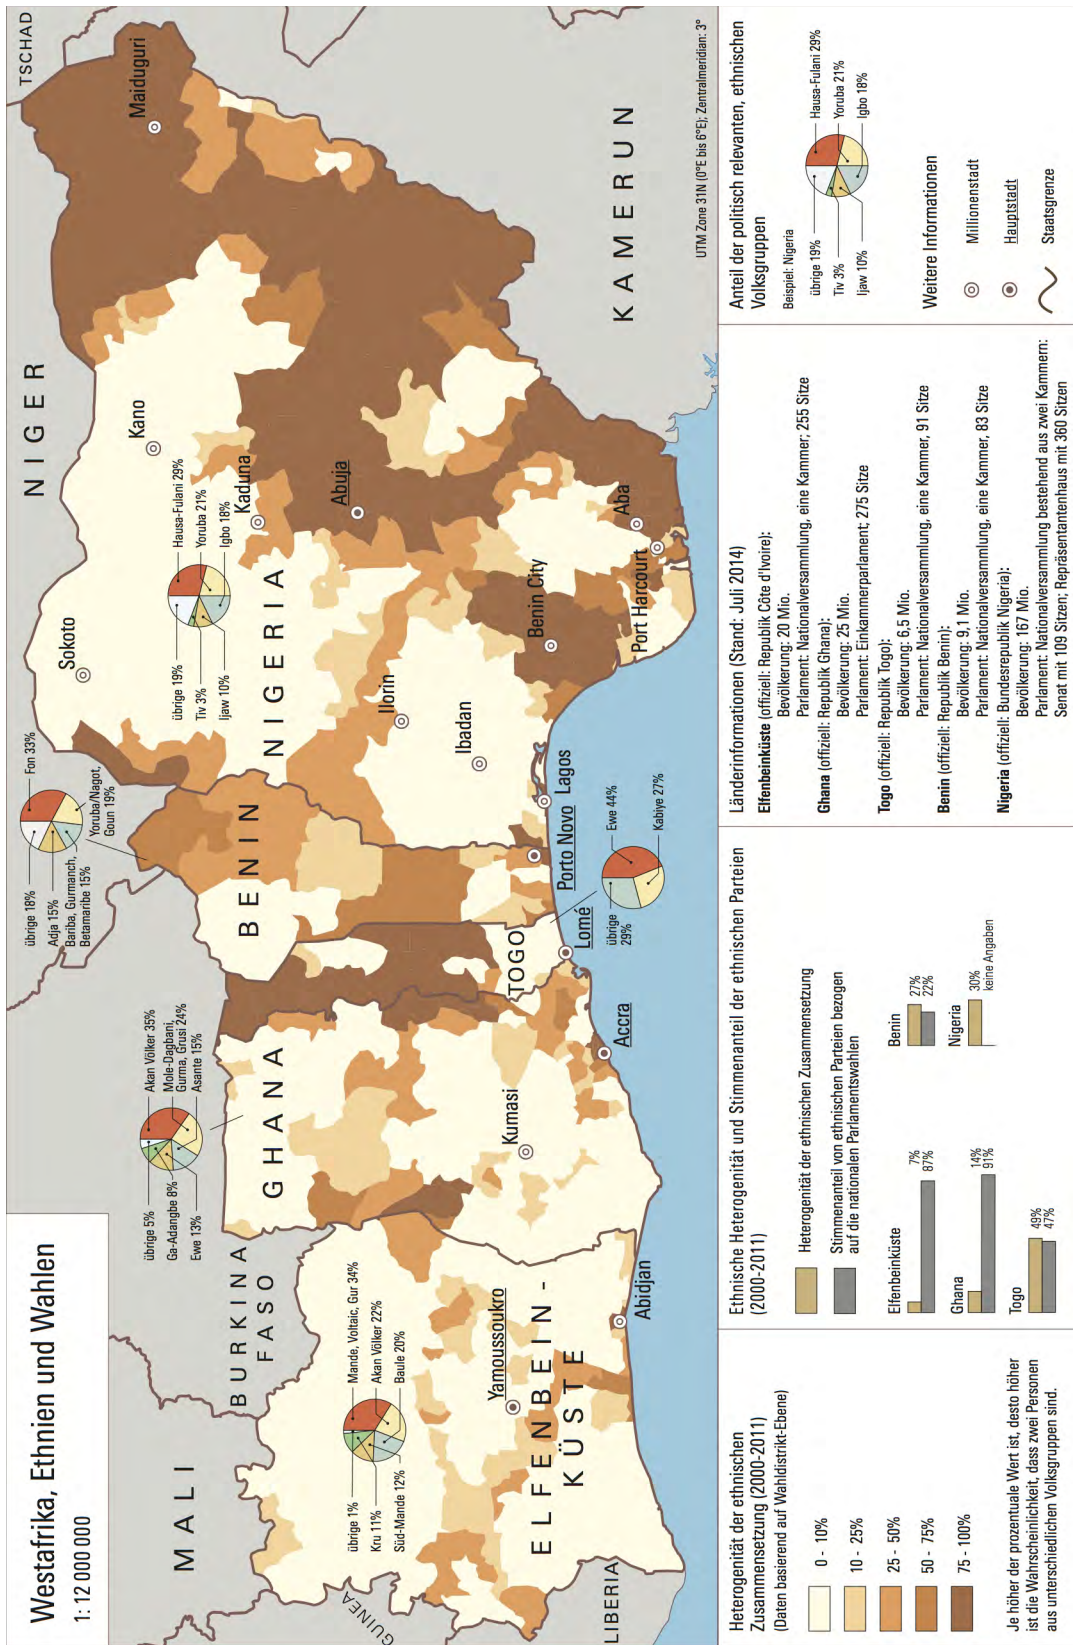 Westafrika, Ethnien und Wahlen
1: 12 000 000
MALI
BURKINA
FASO
NIGER
TSCHAD
GUINEA
LIBERIA
ELFENBEIN-
KÜSTE
GHANA
TOGO
BENIN
NIGERIA
KAMERUN
Yamoussoukro
Abidjan
Kumasi
Accra
Lomé
Porto Novo
Lagos
Ibadan
Ilorin
Benin City
Port Harcourt
Aba
Abuja
Kaduna
Kano
Sokoto
Maiduguri
übrige 1%
Kru 11%
Süd-Mande 12%
Mande, Voltaic, Gur 34%
Akan Völker 22%
Baule 20%
übrige 5%
Ga-Adangbe 8%
Ewe 13%
Akan Völker 35%
Mole-Dagbani,
Gurma, Grusi 24%
Asante 15%
übrige 18%
Adja 15%
Bariba, Gurmanch,
Betamaribe 15%
Fon 33%
Yoruba/Nagot,
Goun 19%
übrige
29%
Ewe 44%
Kabiye 27%
übrige 19%
Tiv 3%
Ijaw 10%
Hausa-Fulani 29%
Yoruba 21%
Igbo 18%
UTM Zone 31N (0°E bis 6°E); Zentralmeridian: 3°
Heterogenität der ethnischen
Zusammensetzung (2000-2011)
(Daten basierend auf Wahldistrikt-Ebene)
0 - 10%
10 - 25%
25 - 50%
50 - 75%
75 - 100%
Je höher der prozentuale Wert ist, desto höher
ist die Wahrscheinlichkeit, dass zwei Personen
aus unterschiedlichen Volksgruppen sind.
Ethnische Heterogenität und Stimmenanteil der ethnischen Parteien
(2000-2011)
Heterogenität der ethnischen Zusammensetzung
Stimmenanteil von ethnischen Parteien bezogen
auf die nationalen Parlamentswahlen
Elfenbeinküste
7%
87%
Ghana
14%
91%
Togo
49%
47%
Benin
27%
22%
Nigeria
30%
keine Angaben
Länderinformationen (Stand: Juli 2014)
Elfenbeinküste (offiziell: Republik Côte d'Ivoire):
Bevölkerung: 20 Mio.
Parlament: Nationalversammlung, eine Kammer; 255 Sitze
Ghana (offiziell: Republik Ghana):
Bevölkerung: 25 Mio.
Parlament: Einkammerparlament; 275 Sitze
Togo (offiziell: Republik Togo):
Bevölkerung: 6,5 Mio.
Parlament: Nationalversammlung, eine Kammer, 91 Sitze
Benin (offiziell: Republik Benin):
Bevölkerung: 9,1 Mio.
Parlament: Nationalversammlung, eine Kammer, 83 Sitze
Nigeria (offiziell: Bundesrepublik Nigeria):
Bevölkerung: 167 Mio.
Parlament: Nationalversammlung bestehend aus zwei Kammern:
Senat mit 109 Sitzen; Repräsentantenhaus mit 360 Sitzen
Anteil der politisch relevanten, ethnischen
Volksgruppen
Beispiel: Nigeria
übrige 19%
Tiv 3%
Ijaw 10%
Hausa-Fulani 29%
Yoruba 21%
Igbo 18%
Weitere Informationen
Millionenstadt
Hauptstadt
Staatsgrenze